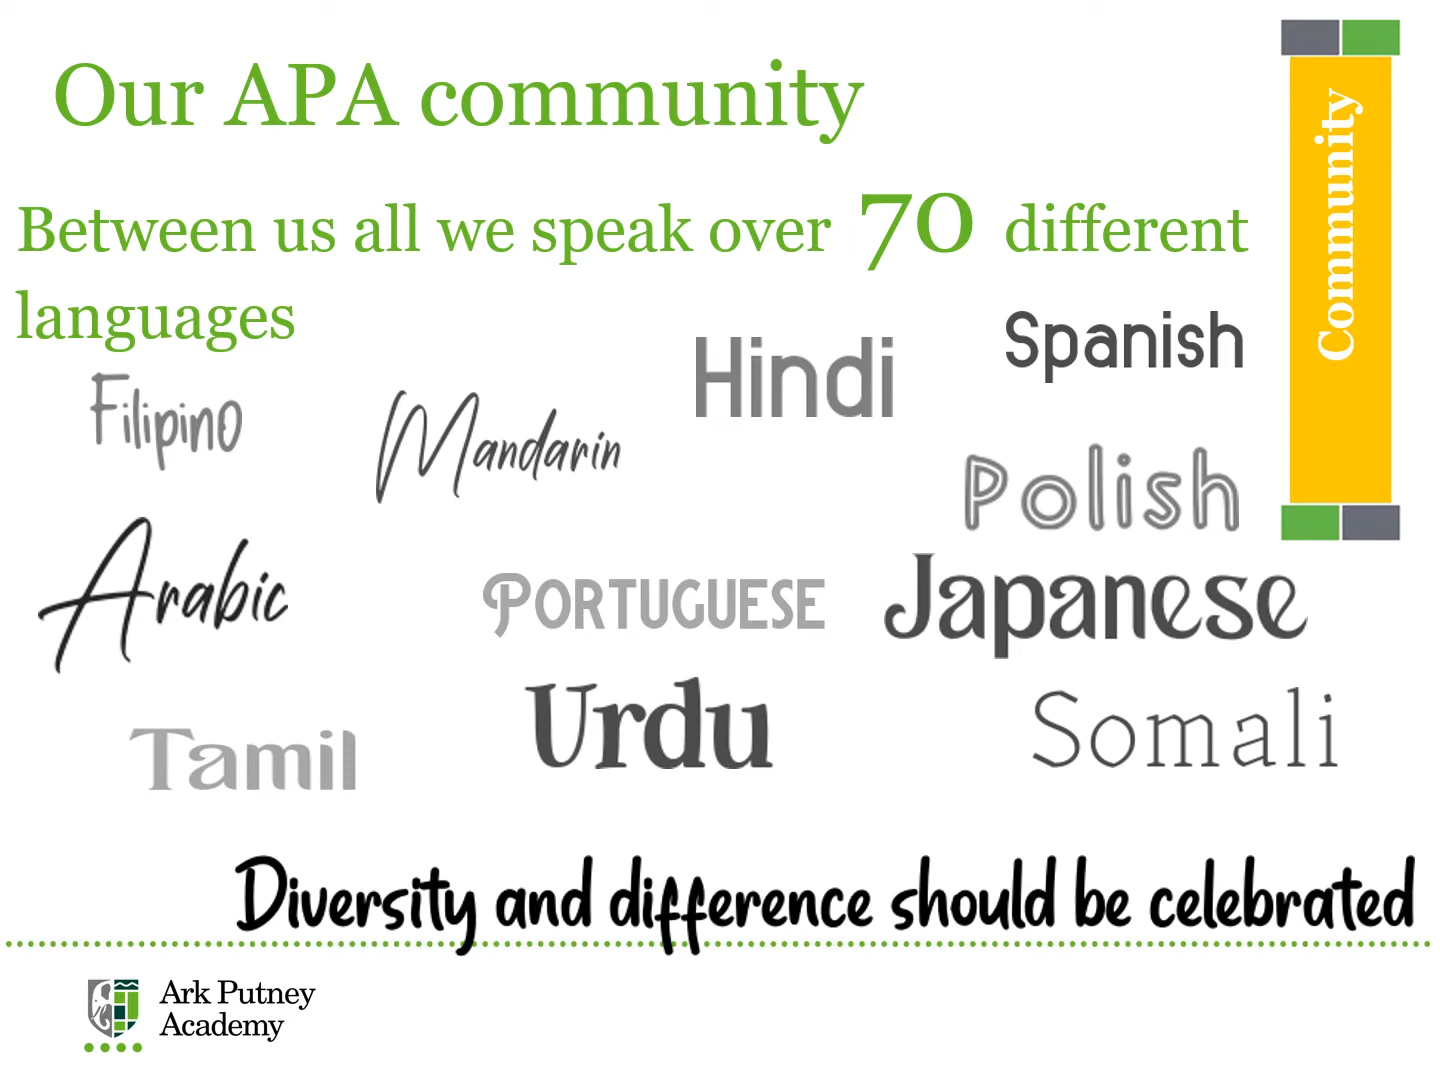 Our APA community
Community
Between us all we speak over 70 different
languages
Spanish
Hindi
Filipino
Mandarin
Polish
Arabic
PORTUGUESE
Japanese
Urdu
Somali
Tamil
Diversity and difference should be celebrated
Ark Putney
Academy